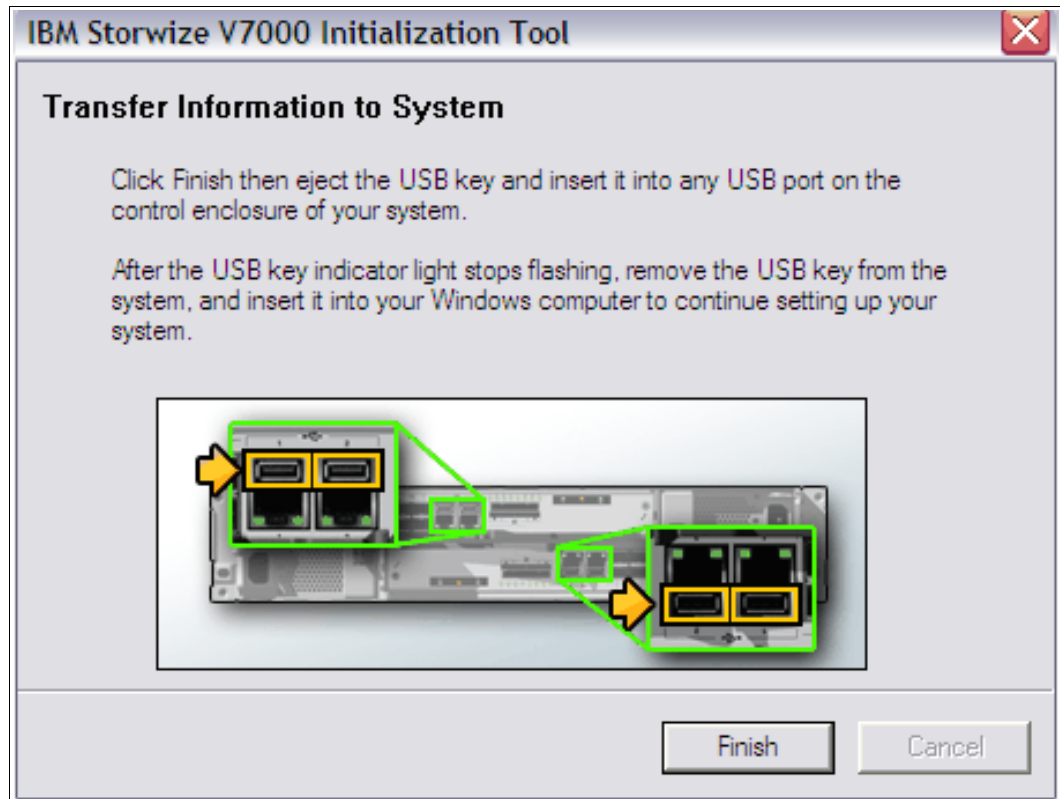 IBM Storwize V7000 Initialization Tool
Transfer Information to System
Click Finish then eject the USB key and insert it into any USB port on the
control enclosure of your system.
After the USB key indicator light stops flashing, remove the USB key from the
system, and insert it into your Windows computer to continue setting up your
system.
Finish
Cancel